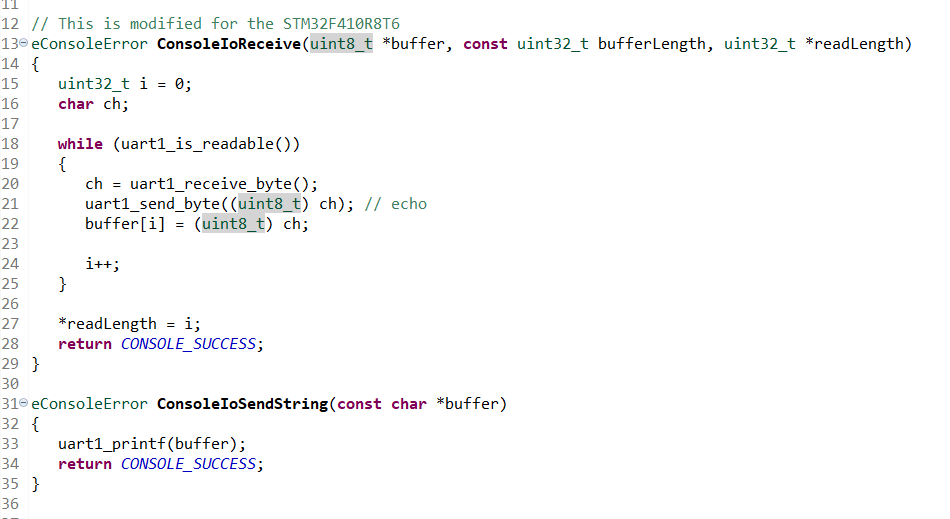 11
12 // This is modified for the STM32F410R8T6
13 eConsoleError ConsoleIoReceive(uint8_t *buffer, const uint32_t bufferLength, uint32_t *readLength)
14 {
15    uint32_t i = 0;
16    char ch;
17
18    while (uart1_is_readable())
19    {
20       ch = uart1_receive_byte();
21       uart1_send_byte((uint8_t) ch); // echo
22       buffer[i] = (uint8_t) ch;
23
24       i++;
25    }
26
27    *readLength = i;
28    return CONSOLE_SUCCESS;
29 }
30
31 eConsoleError ConsoleIoSendString(const char *buffer)
32 {
33    uart1_printf(buffer);
34    return CONSOLE_SUCCESS;
35 }
36